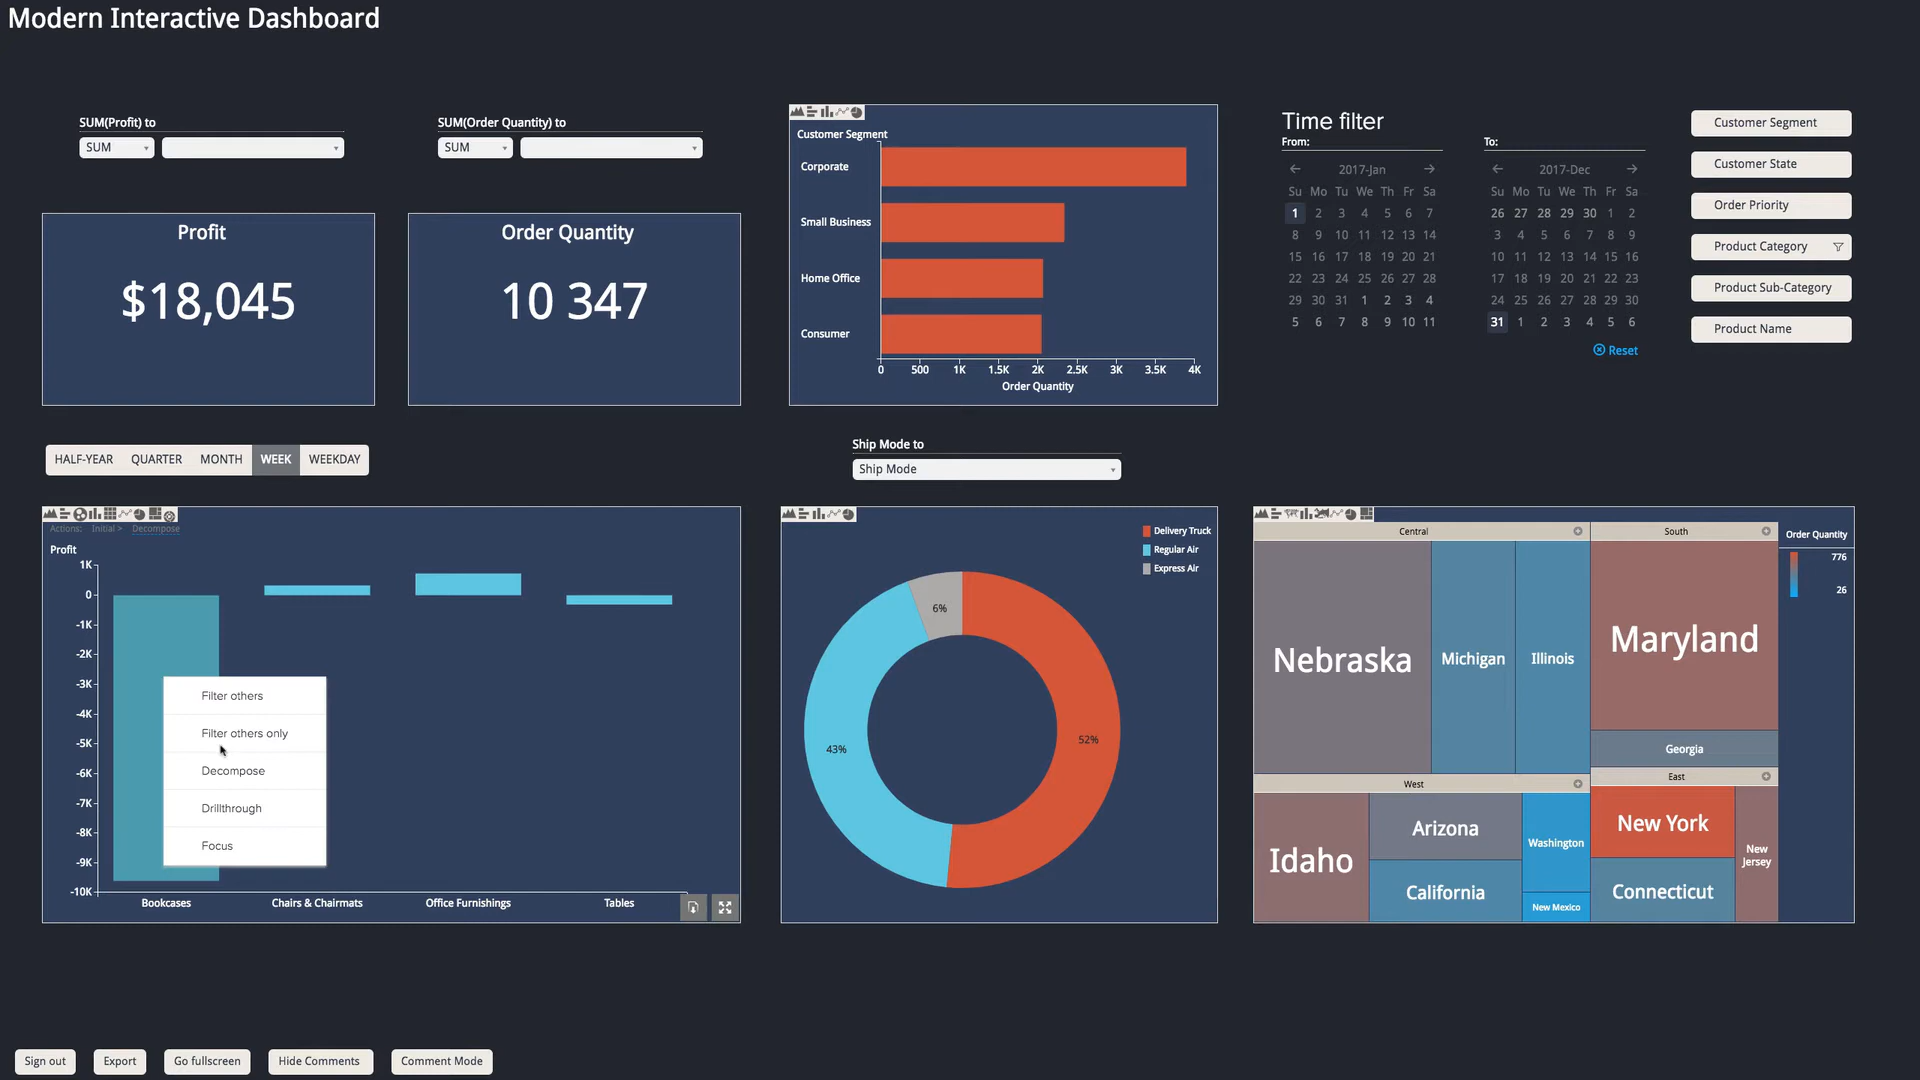 Modern Interactive Dashboard
SUM(Profit) to
SUM
SUM(Order Quantity) to
SUM
Profit
$18,045
Order Quantity
10 347
Customer Segment
Corporate
Small Business
Home Office
Consumer
0 500 1K 1.5K 2K 2.5K 3K 3.5K 4K
Order Quantity
Time filter
From:
← 2017-Jan →
Su Mo Tu We Th Fr Sa
1 2 3 4 5 6 7
8 9 10 11 12 13 14
15 16 17 18 19 20 21
22 23 24 25 26 27 28
29 30 31 1 2 3 4
5 6 7 8 9 10 11
To:
← 2017-Dec →
Su Mo Tu We Th Fr Sa
26 27 28 29 30 1 2
3 4 5 6 7 8 9
10 11 12 13 14 15 16
17 18 19 20 21 22 23
24 25 26 27 28 29 30
31 1 2 3 4 5 6
Reset
Customer Segment
Customer State
Order Priority
Product Category
Product Sub-Category
Product Name
HALF-YEAR QUARTER MONTH WEEK WEEKDAY
Ship Mode to
Ship Mode
Actions: Initial > Decompose
Profit
1K
0
-1K
-2K
-3K
-4K
-5K
-6K
-7K
-8K
-9K
-10K
Bookcases Chairs & Chairmats Office Furnishings Tables
Filter others
Filter others only
Decompose
Drillthrough
Focus
Delivery Truck
Regular Air
Express Air
6%
43%
52%
Central
Nebraska
Michigan
Illinois
South
Maryland
Georgia
West
Idaho
Arizona
California
Washington
New Mexico
East
New York
Connecticut
New
Jersey
Order Quantity
776
26
Sign out Export Go fullscreen Hide Comments Comment Mode